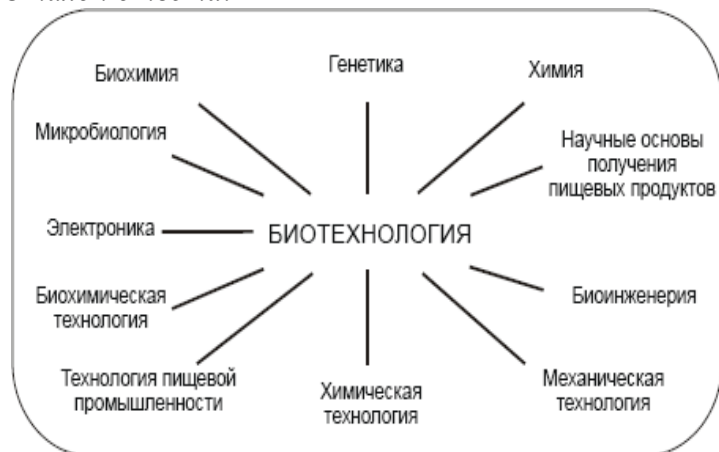 Биохимия
Генетика
Химия
Микробиология
Научные основы
получения
пищевых продуктов
Электроника
БИОТЕХНОЛОГИЯ
Биохимическая
технология
Биоинженерия
Технология пищевой
промышленности
Химическая
технология
Механическая
технология